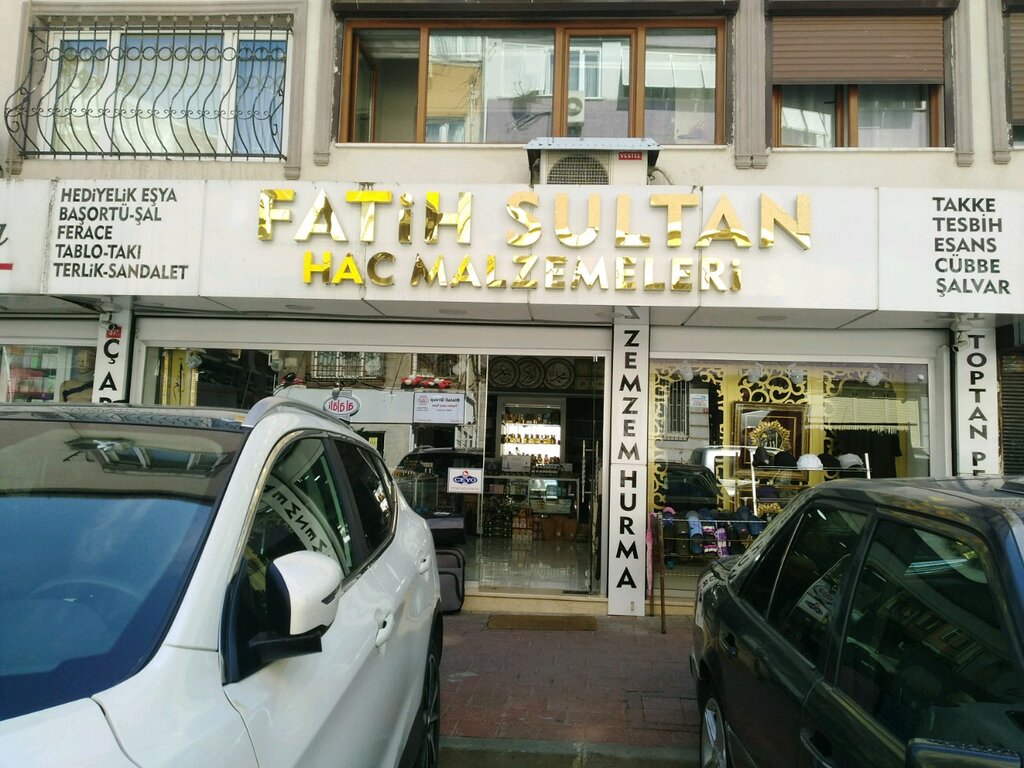 HEDİYELİK EŞYA
BAŞORTÜ-ŞAL
FERACE
TABLO-TAKI
TERLİK-SANDALET
FATİH SULTAN
HAC MALZEMELERİ
TAKKE
TESBİH
ESANS
CÜBBE
ŞALVAR
VESTEL
ZEMZEM HURMA
TOPTAN